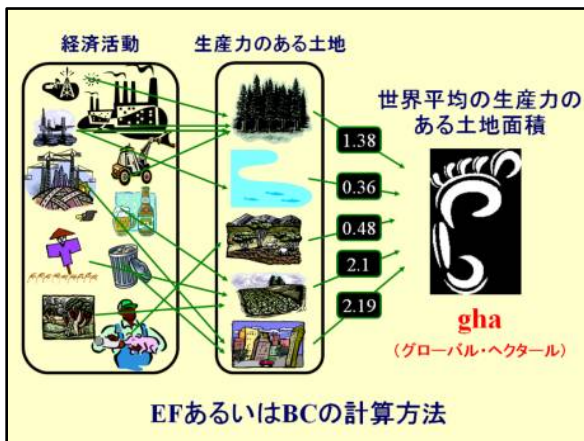 経済活動
生産力のある土地
世界平均の生産力の
ある土地面積
1.38
0.36
0.48
2.1
2.19
gha
(グローバル・ヘクタール)
EFあるいはBCの計算方法